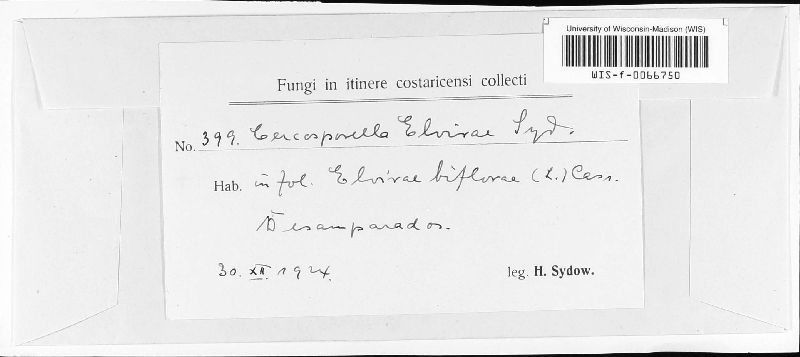 University of Wisconsin-Madison (WIS)
WIS-f-0066750
Fungi in itinere costaricensi collecti
No. 399. Cercosporella Elvirae Syd.
Hab. in fol. Elvirae biflorae (L.) Cass.
Desamparados.
30. XII. 1924.
leg. H. Sydow.